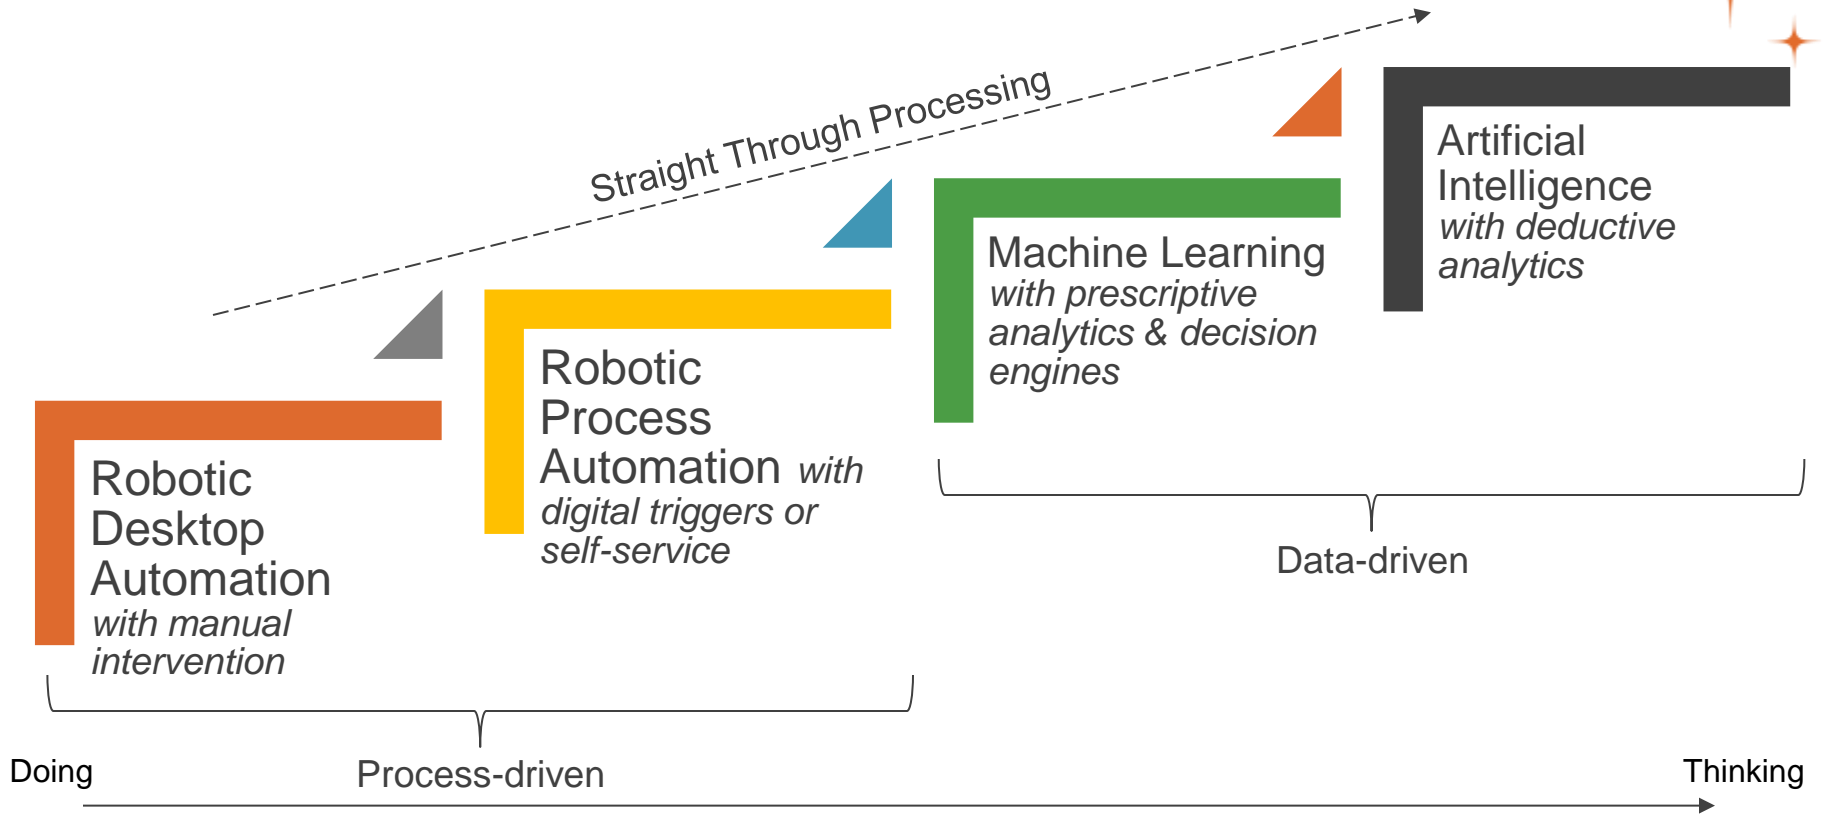 Straight Through Processing
Artificial
Intelligence
with deductive
analytics
Machine Learning
with prescriptive
analytics & decision
engines
Robotic
Process
Automation with
digital triggers or
self-service
Robotic
Desktop
Automation
with manual
intervention
Data-driven
Process-driven
Doing
Thinking